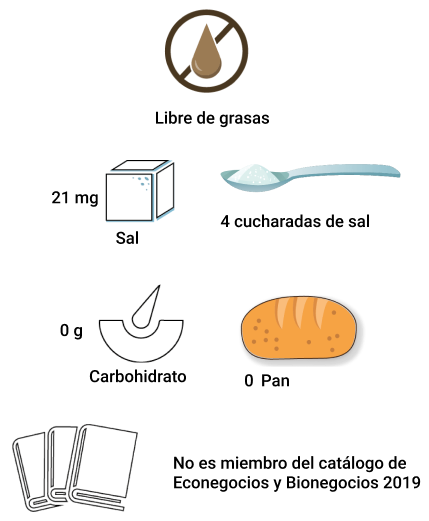 Libre de grasas
21 mg
Sal
4 cucharadas de sal
0 g
Carbohidrato
0 Pan
No es miembro del catálogo de
Econegocios y Bionegocios 2019